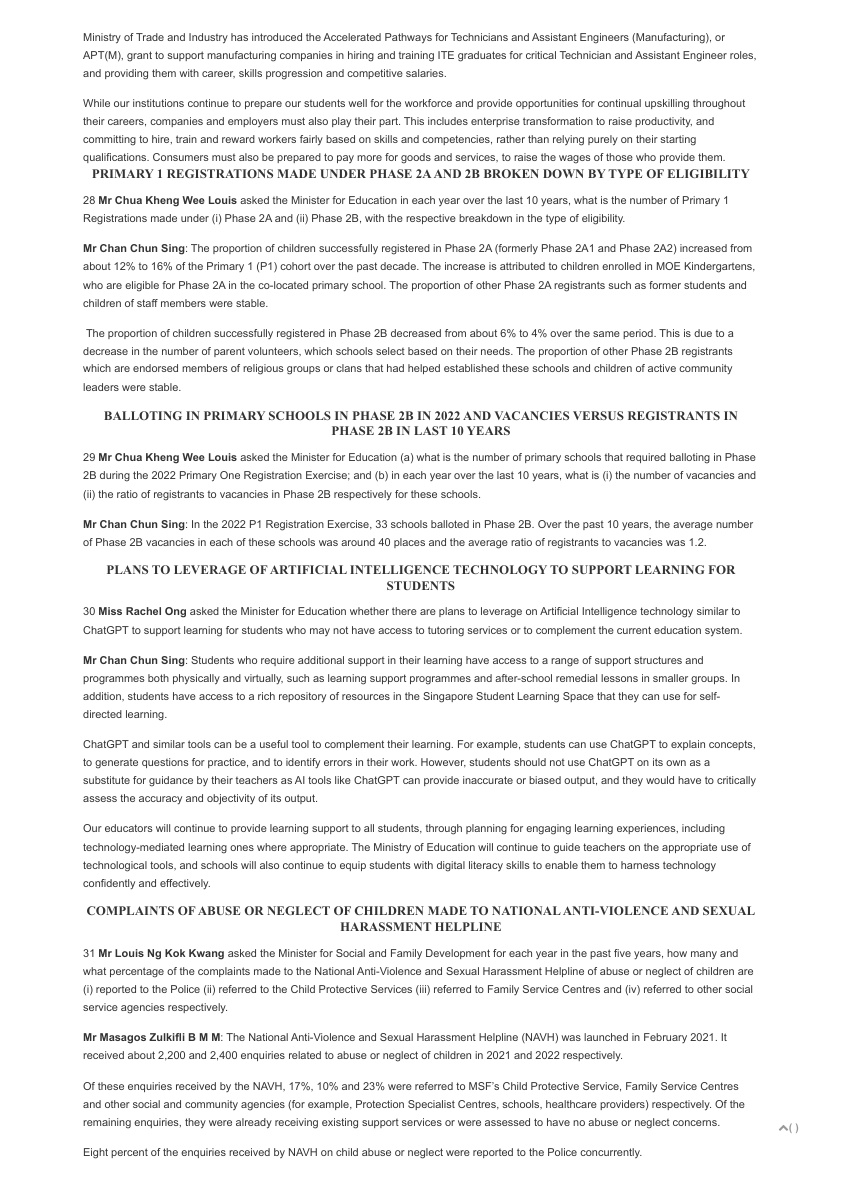 Ministry of Trade and Industry has introduced the Accelerated Pathways for Technicians and Assistant Engineers (Manufacturing), or
APT(M), grant to support manufacturing companies in hiring and training ITE graduates for critical Technician and Assistant Engineer roles,
and providing them with career, skills progression and competitive salaries.
While our institutions continue to prepare our students well for the workforce and provide opportunities for continual upskilling throughout
their careers, companies and employers must also play their part. This includes enterprise transformation to raise productivity, and
committing to hire, train and reward workers fairly based on skills and competencies, rather than relying purely on their starting
qualifications. Consumers must also be prepared to pay more for goods and services, to raise the wages of those who provide them.
PRIMARY 1 REGISTRATIONS MADE UNDER PHASE 2A AND 2B BROKEN DOWN BY TYPE OF ELIGIBILITY
28 Mr Chua Kheng Wee Louis asked the Minister for Education in each year over the last 10 years, what is the number of Primary 1
Registrations made under (i) Phase 2A and (ii) Phase 2B, with the respective breakdown in the type of eligibility.
Mr Chan Chun Sing: The proportion of children successfully registered in Phase 2A (formerly Phase 2A1 and Phase 2A2) increased from
about 12% to 16% of the Primary 1 (P1) cohort over the past decade. The increase is attributed to children enrolled in MOE Kindergartens,
who are eligible for Phase 2A in the co-located primary school. The proportion of other Phase 2A registrants such as former students and
children of staff members were stable.
The proportion of children successfully registered in Phase 2B decreased from about 6% to 4% over the same period. This is due to a
decrease in the number of parent volunteers, which schools select based on their needs. The proportion of other Phase 2B registrants
which are endorsed members of religious groups or clans that had helped established these schools and children of active community
leaders were stable.
BALLOTING IN PRIMARY SCHOOLS IN PHASE 2B IN 2022 AND VACANCIES VERSUS REGISTRANTS IN
PHASE 2B IN LAST 10 YEARS
29 Mr Chua Kheng Wee Louis asked the Minister for Education (a) what is the number of primary schools that required balloting in Phase
2B during the 2022 Primary One Registration Exercise; and (b) in each year over the last 10 years, what is (i) the number of vacancies and
(ii) the ratio of registrants to vacancies in Phase 2B respectively for these schools.
Mr Chan Chun Sing: In the 2022 P1 Registration Exercise, 33 schools balloted in Phase 2B. Over the past 10 years, the average number
of Phase 2B vacancies in each of these schools was around 40 places and the average ratio of registrants to vacancies was 1.2.
PLANS TO LEVERAGE OF ARTIFICIAL INTELLIGENCE TECHNOLOGY TO SUPPORT LEARNING FOR
STUDENTS
30 Miss Rachel Ong asked the Minister for Education whether there are plans to leverage on Artificial Intelligence technology similar to
ChatGPT to support learning for students who may not have access to tutoring services or to complement the current education system.
Mr Chan Chun Sing: Students who require additional support in their learning have access to a range of support structures and
programmes both physically and virtually, such as learning support programmes and after-school remedial lessons in smaller groups. In
addition, students have access to a rich repository of resources in the Singapore Student Learning Space that they can use for self-
directed learning.
ChatGPT and similar tools can be a useful tool to complement their learning. For example, students can use ChatGPT to explain concepts,
to generate questions for practice, and to identify errors in their work. However, students should not use ChatGPT on its own as a
substitute for guidance by their teachers as AI tools like ChatGPT can provide inaccurate or biased output, and they would have to critically
assess the accuracy and objectivity of its output.
Our educators will continue to provide learning support to all students, through planning for engaging learning experiences, including
technology-mediated learning ones where appropriate. The Ministry of Education will continue to guide teachers on the appropriate use of
technological tools, and schools will also continue to equip students with digital literacy skills to enable them to harness technology
confidently and effectively.
COMPLAINTS OF ABUSE OR NEGLECT OF CHILDREN MADE TO NATIONAL ANTI-VIOLENCE AND SEXUAL
HARASSMENT HELPLINE
31 Mr Louis Ng Kok Kwang asked the Minister for Social and Family Development for each year in the past five years, how many and
what percentage of the complaints made to the National Anti-Violence and Sexual Harassment Helpline of abuse or neglect of children are
(i) reported to the Police (ii) referred to the Child Protective Services (iii) referred to Family Service Centres and (iv) referred to other social
service agencies respectively.
Mr Masagos Zulkifli B M M: The National Anti-Violence and Sexual Harassment Helpline (NAVH) was launched in February 2021. It
received about 2,200 and 2,400 enquiries related to abuse or neglect of children in 2021 and 2022 respectively.
Of these enquiries received by the NAVH, 17%, 10% and 23% were referred to MSF's Child Protective Service, Family Service Centres
and other social and community agencies (for example, Protection Specialist Centres, schools, healthcare providers) respectively. Of the
remaining enquiries, they were already receiving existing support services or were assessed to have no abuse or neglect concerns.
( )
Eight percent of the enquiries received by NAVH on child abuse or neglect were reported to the Police concurrently.